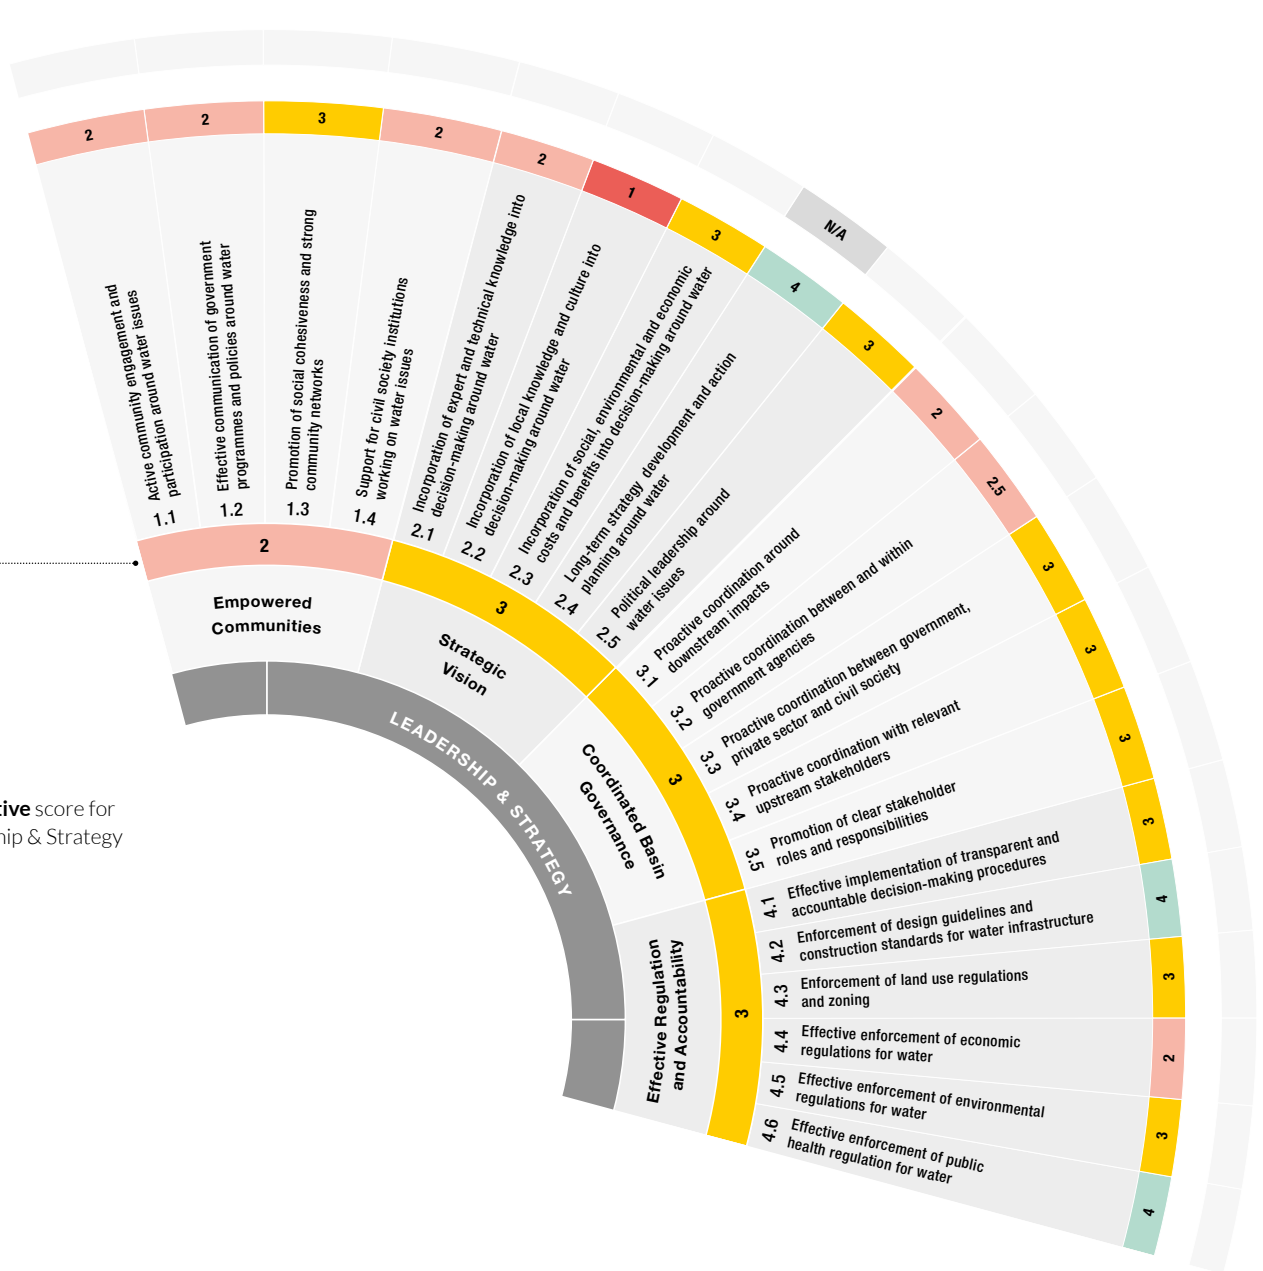 2
2
3
2
2
1
3
4
3
2
2.5
3
3
3
3
4
3
2
3
4
N/A
Active community engagement and
participation around water issues
1.1
Effective communication of government
programmes and policies around water
1.2
Promotion of social cohesiveness and strong
community networks
1.3
Support for civil society institutions
working on water issues
1.4
Incorporation of expert and technical knowledge into
decision-making around water
2.1
Incorporation of local knowledge and culture into
decision-making around water
2.2
Incorporation of social, environmental and economic
costs and benefits into decision-making around water
2.3
Long-term strategy development and action
planning around water
2.4
Political leadership around
water issues
2.5
Proactive coordination around
downstream impacts
3.1
Proactive coordination between and within
government agencies
3.2
Proactive coordination between government,
private sector and civil society
3.3
Proactive coordination with relevant
upstream stakeholders
3.4
Promotion of clear stakeholder
roles and responsibilities
3.5
Effective implementation of transparent and
accountable decision-making procedures
4.1
Enforcement of design guidelines and
construction standards for water infrastructure
4.2
Enforcement of land use regulations
and zoning
4.3
Effective enforcement of economic
regulations for water
4.4
Effective enforcement of environmental
regulations for water
4.5
Effective enforcement of public
health regulation for water
4.6
2
3
3
3
Empowered
Communities
Strategic
Vision
Coordinated Basin
Governance
Effective Regulation
and Accountability
LEADERSHIP & STRATEGY
tive score for
hip & Strategy